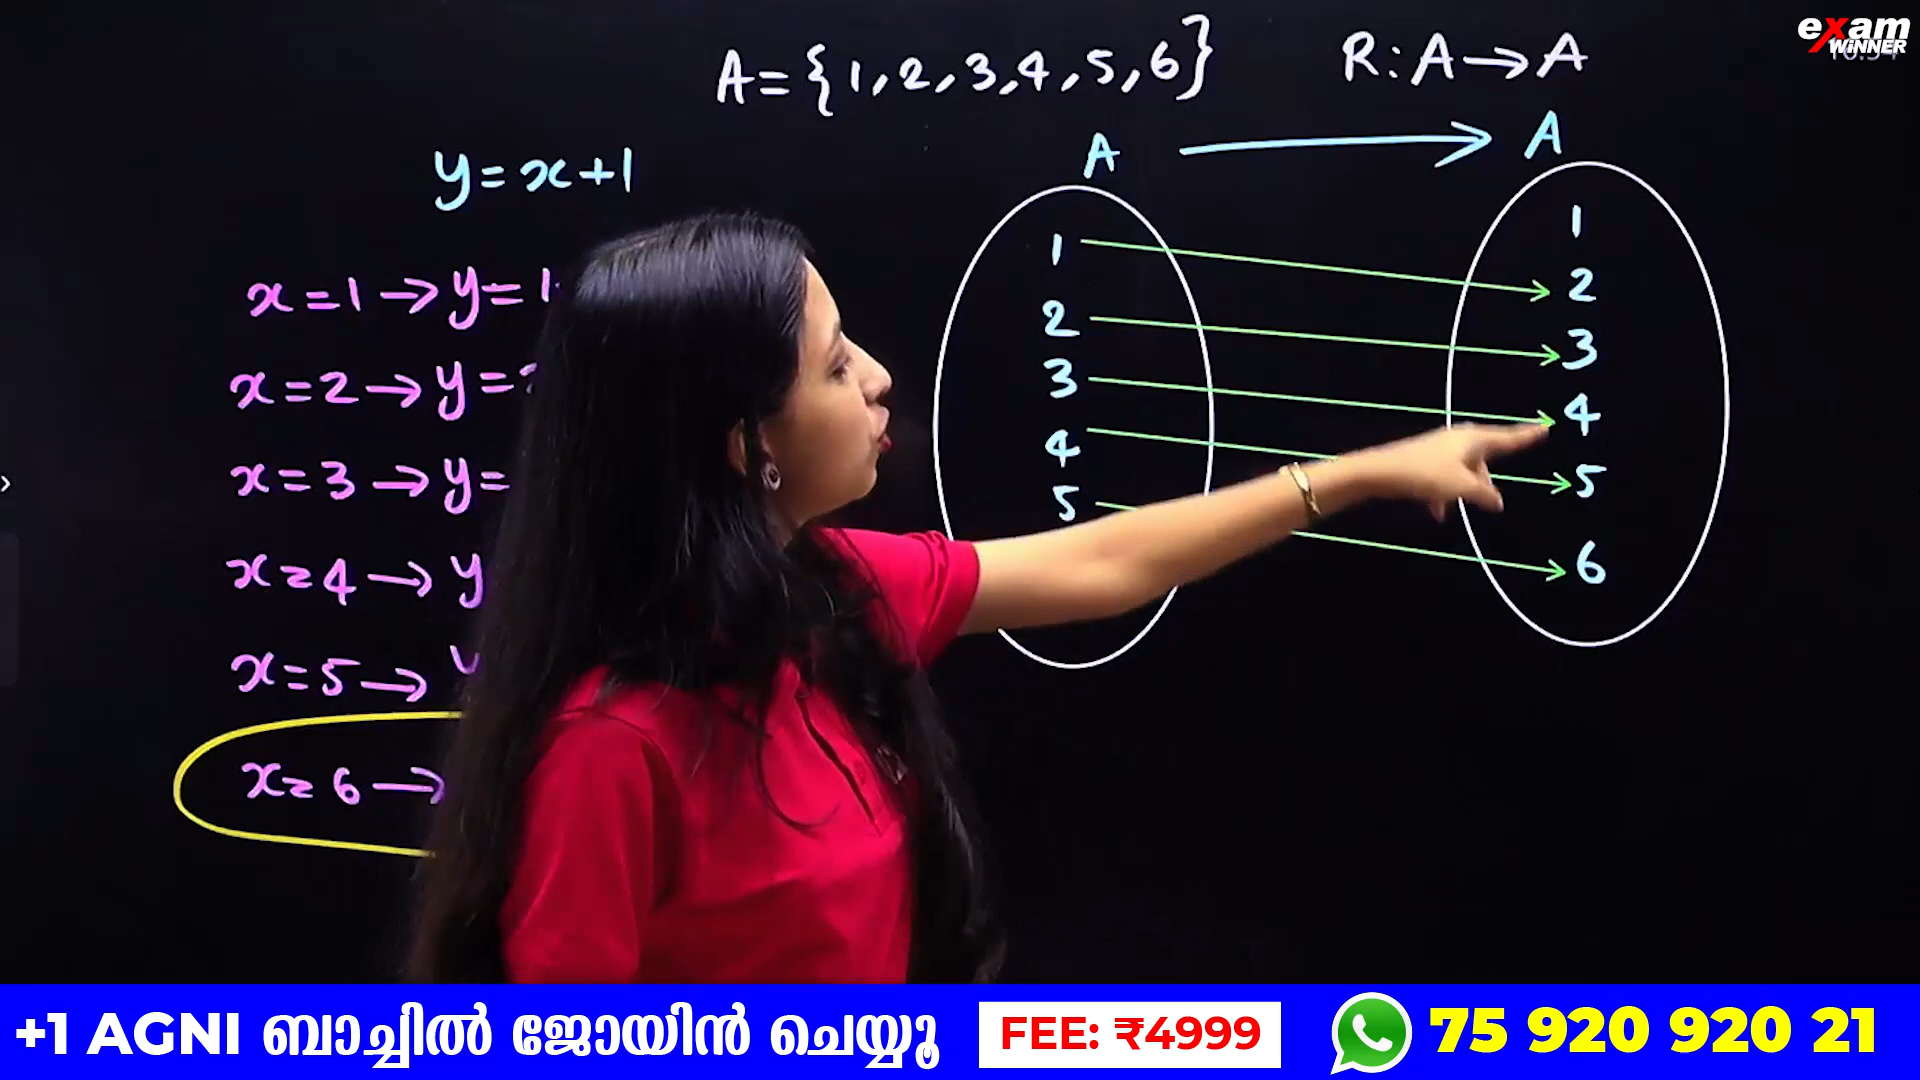 exam
WINNER
A={1,2,3,4,5,6}
R:A→A
A → A
y=x+1
x=1→y=1
x=2→y=
x=3→y=
x=4→y
x=5→
x=6→
1
2
3
4
5
1
2
3
4
5
6
+1 AGNI ബാച്ചിൽ ജോയിൻ ചെയ്യൂ
FEE: ₹4999
75 920 920 21